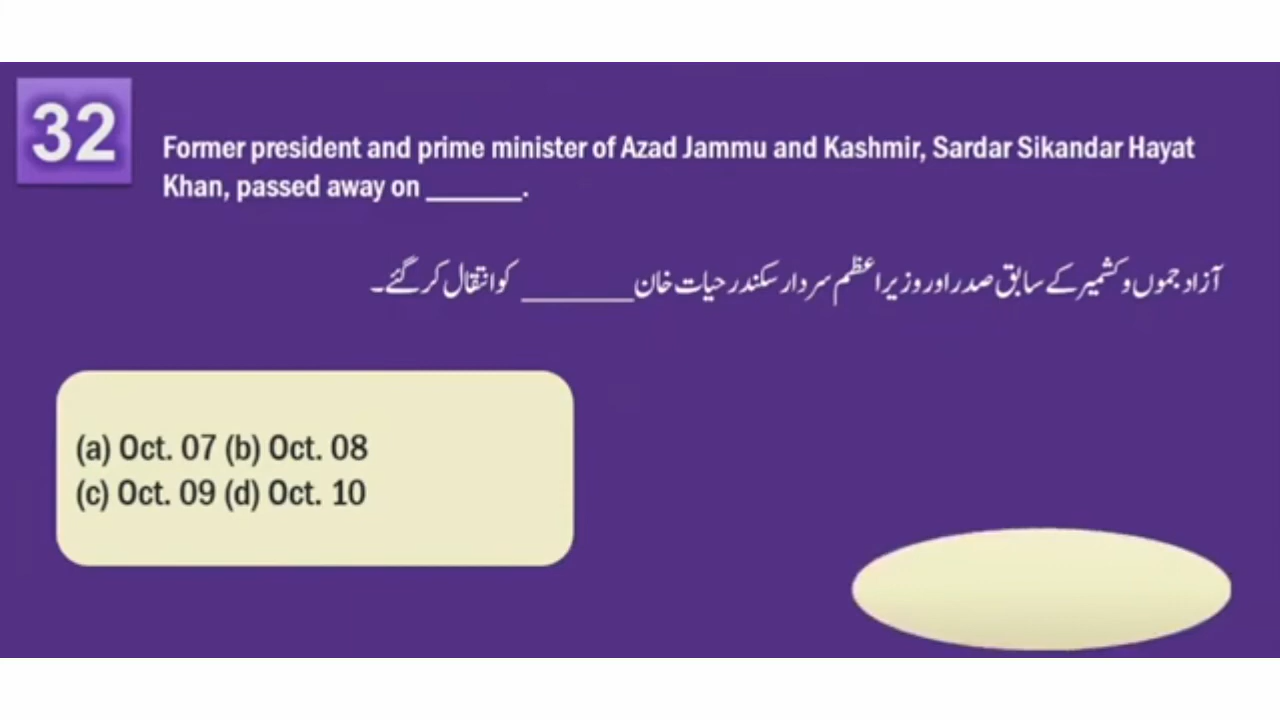 32
Former president and prime minister of Azad Jammu and Kashmir, Sardar Sikandar Hayat
Khan, passed away on _______.
آزاد جموں و کشمیر کے سابق صدر اور وزیر اعظم سردار سکندر حیات خان_______ کو انتقال کر گئے۔
(a) Oct. 07 (b) Oct. 08
(c) Oct. 09 (d) Oct. 10